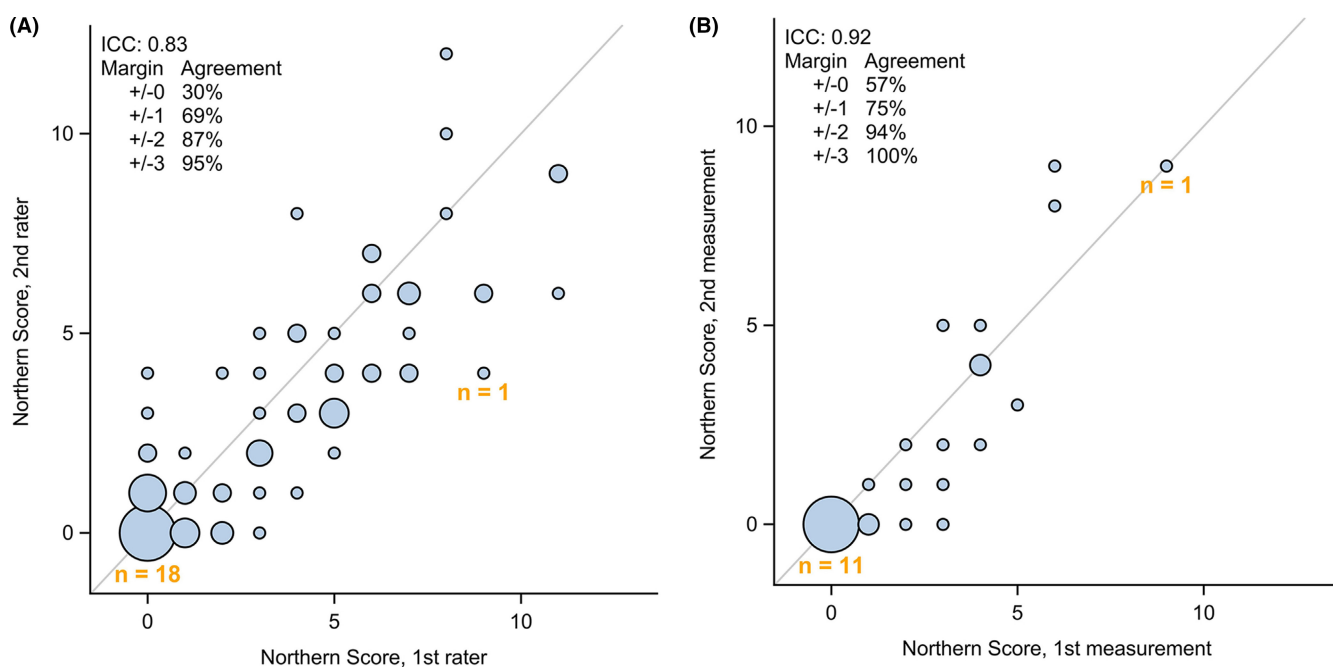 (A)
ICC: 0.83
Margin Agreement
+/-0 30%
+/-1 69%
+/-2 87%
+/-3 95%
10
5
0
Northern Score, 2nd rater
n = 1
n = 18
0 5 10
Northern Score, 1st rater
(B)
ICC: 0.92
Margin Agreement
+/-0 57%
+/-1 75%
+/-2 94%
+/-3 100%
10
5
0
Northern Score, 2nd measurement
n = 1
n = 11
0 5 10
Northern Score, 1st measurement